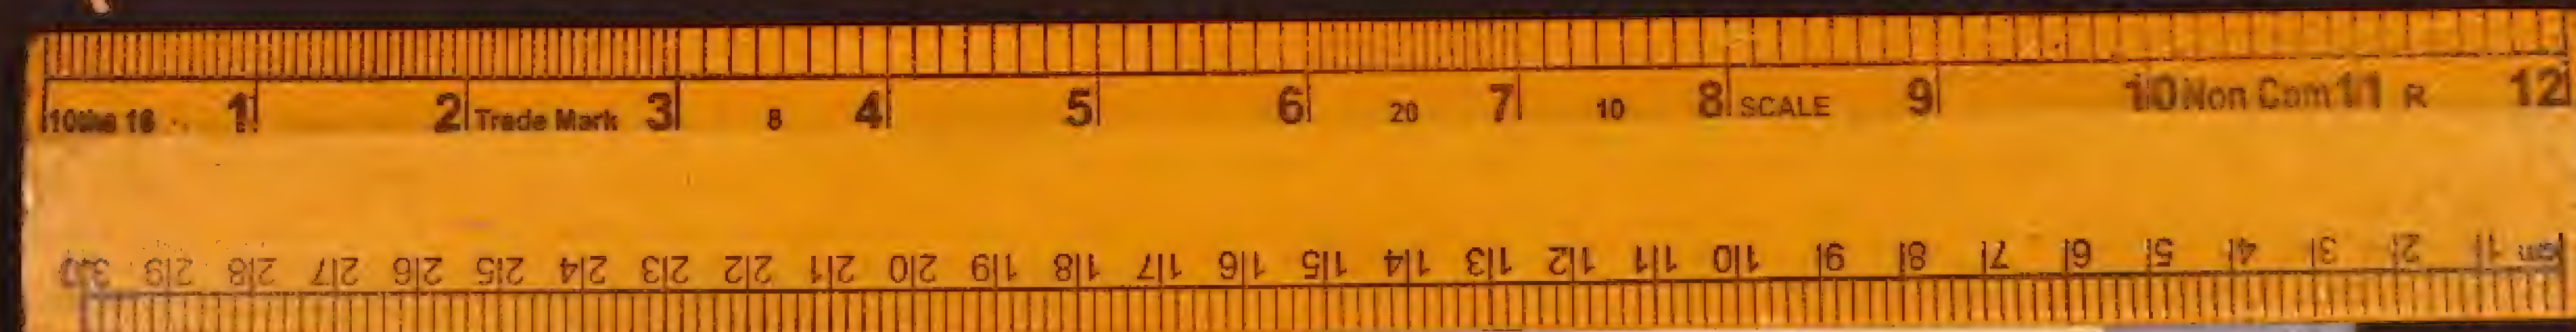 10ths 16 1 2 Trade Mark 3 8 4 5 6 20 7 10 8 SCALE 9 10 Non Com 11 R 12
cm 1 2 3 4 5 6 7 8 9 10 11 12 13 14 15 16 17 18 19 20 21 22 23 24 25 26 27 28 29 30